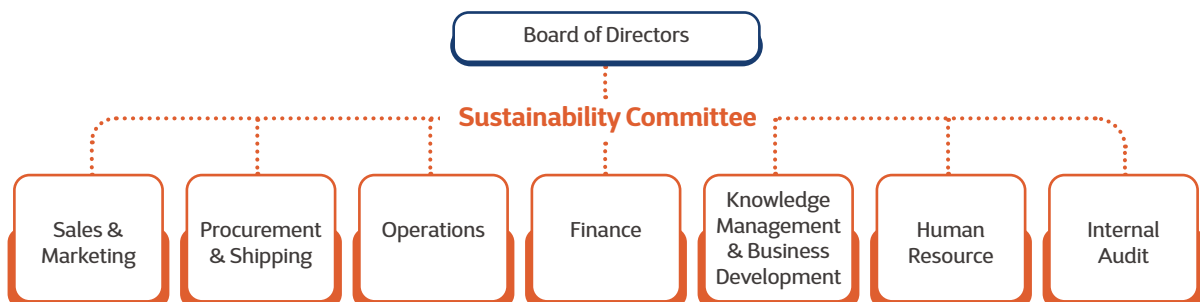 Board of Directors
Sustainability Committee
Sales &
Marketing
Procurement
& Shipping
Operations
Finance
Knowledge
Management
& Business
Development
Human
Resource
Internal
Audit